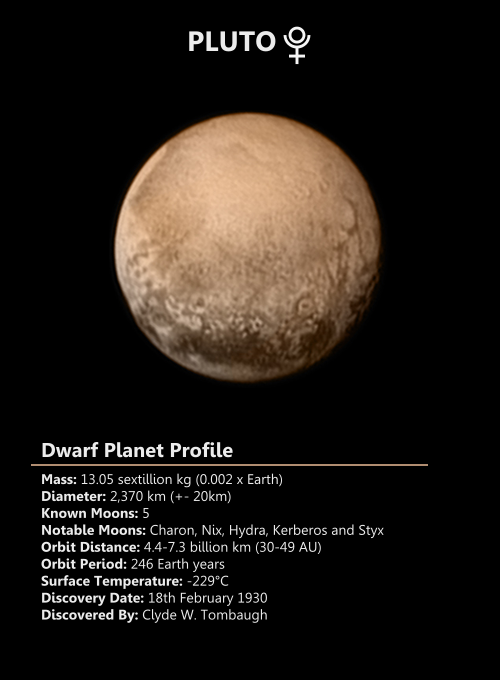 PLUTO
Dwarf Planet Profile
Mass: 13.05 sextillion kg (0.002 x Earth)
Diameter: 2,370 km (+- 20km)
Known Moons: 5
Notable Moons: Charon, Nix, Hydra, Kerberos and Styx
Orbit Distance: 4.4-7.3 billion km (30-49 AU)
Orbit Period: 246 Earth years
Surface Temperature: -229°C
Discovery Date: 18th February 1930
Discovered By: Clyde W. Tombaugh